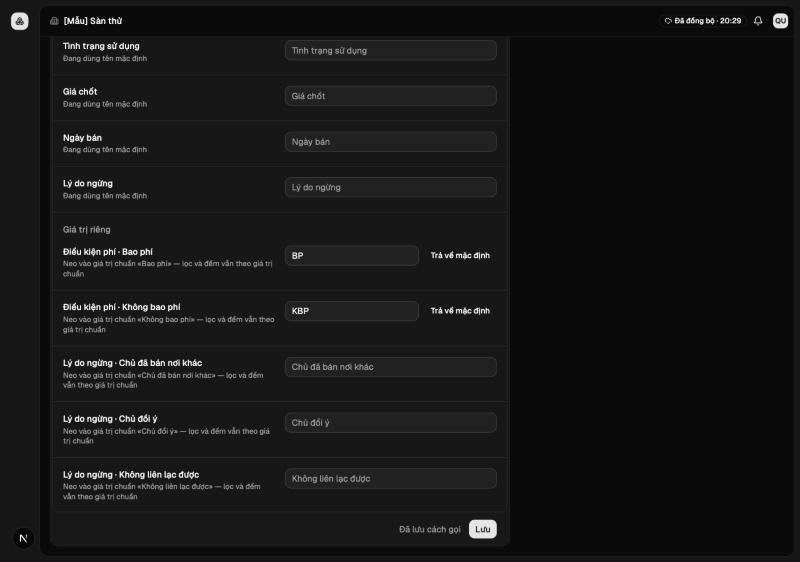 [Mẫu] Sàn thử
Đã đồng bộ · 20:29
QU
Tình trạng sử dụng
Đang dùng tên mặc định
Tình trạng sử dụng
Giá chốt
Đang dùng tên mặc định
Giá chốt
Ngày bán
Đang dùng tên mặc định
Ngày bán
Lý do ngừng
Đang dùng tên mặc định
Lý do ngừng
Giá trị riêng
Điều kiện phí · Bao phí
Neo vào giá trị chuẩn «Bao phí» — lọc và đếm vẫn theo giá trị
chuẩn
BP
Trả về mặc định
Điều kiện phí · Không bao phí
Neo vào giá trị chuẩn «Không bao phí» — lọc và đếm vẫn theo
giá trị chuẩn
KBP
Trả về mặc định
Lý do ngừng · Chủ đã bán nơi khác
Neo vào giá trị chuẩn «Chủ đã bán nơi khác» — lọc và đếm
vẫn theo giá trị chuẩn
Chủ đã bán nơi khác
Lý do ngừng · Chủ đổi ý
Neo vào giá trị chuẩn «Chủ đổi ý» — lọc và đếm vẫn theo giá
trị chuẩn
Chủ đổi ý
Lý do ngừng · Không liên lạc được
Neo vào giá trị chuẩn «Không liên lạc được» — lọc và đếm
vẫn theo giá trị chuẩn
Không liên lạc được
Đã lưu cách gọi
Lưu
N